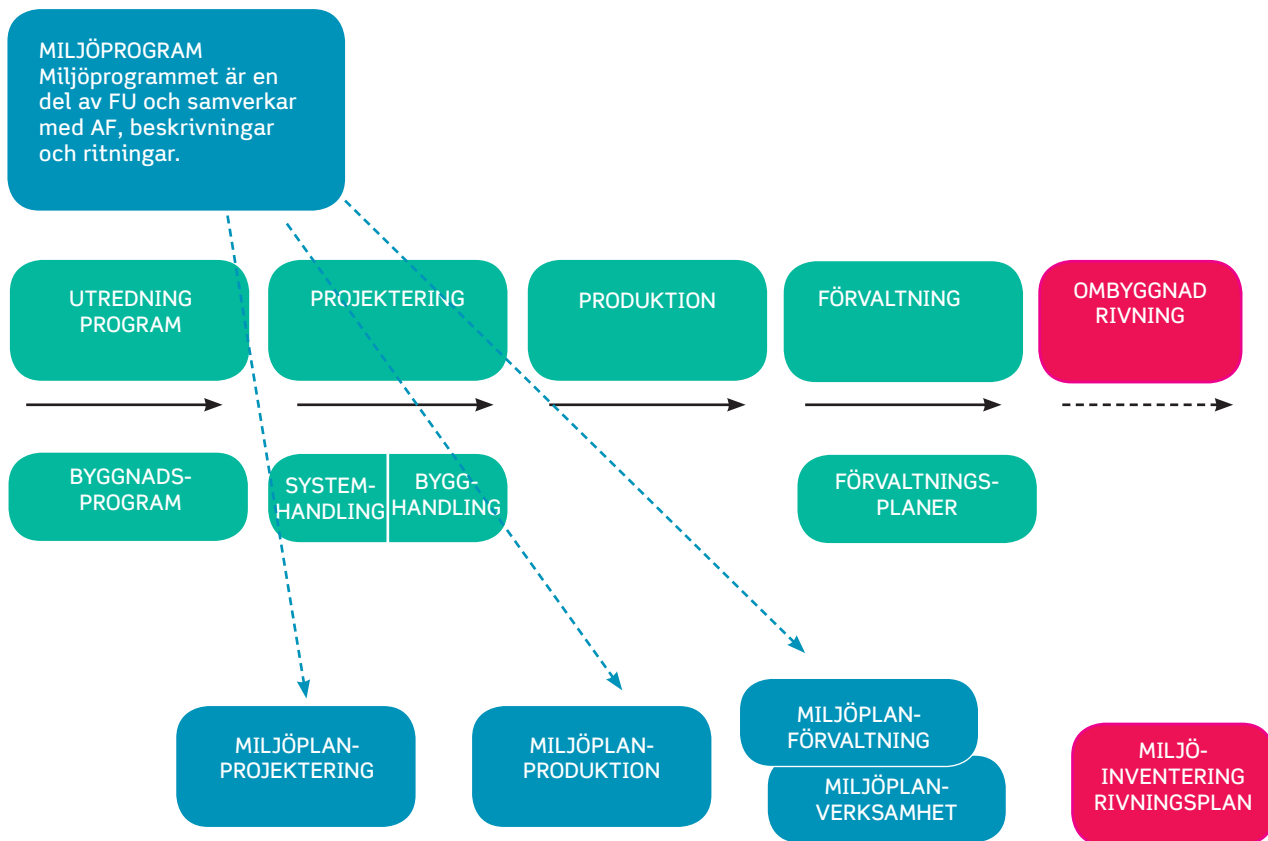 MILJÖPROGRAM
Miljöprogrammet är en
del av FU och samverkar
med AF, beskrivningar
och ritningar.
UTREDNING
PROGRAM
PROJEKTERING
PRODUKTION
FÖRVALTNING
OMBYGGNAD
RIVNING
BYGGNADS-
PROGRAM
SYSTEM-
HANDLING
BYGG-
HANDLING
FÖRVALTNINGS-
PLANER
MILJÖPLAN-
PROJEKTERING
MILJÖPLAN-
PRODUKTION
MILJÖPLAN-
FÖRVALTNING
MILJÖPLAN-
VERKSAMHET
MILJÖ-
INVENTERING
RIVNINGSPLAN